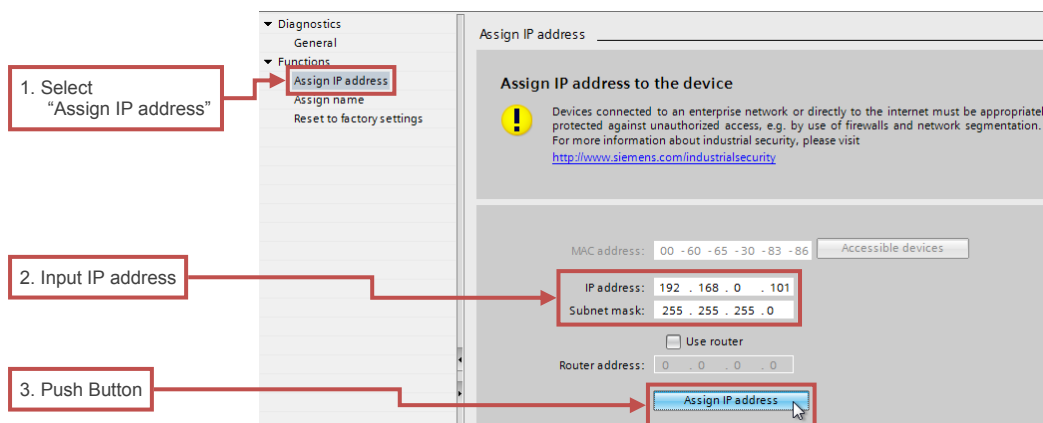 1. Select
"Assign IP address"
2. Input IP address
3. Push Button
Diagnostics
General
Functions
Assign IP address
Assign name
Reset to factory settings
Assign IP address
Assign IP address to the device
Devices connected to an enterprise network or directly to the internet must be appropriatel
protected against unauthorized access, e.g. by use of firewalls and network segmentation.
For more information about industrial security, please visit
http://www.siemens.com/industrialsecurity
MAC address: 00 -60 -65 -30 -83 -86 Accessible devices
IP address: 192 . 168 . 0 . 101
Subnet mask: 255 . 255 . 255 . 0
Use router
Router address: 0 . 0 . 0 . 0
Assign IP address